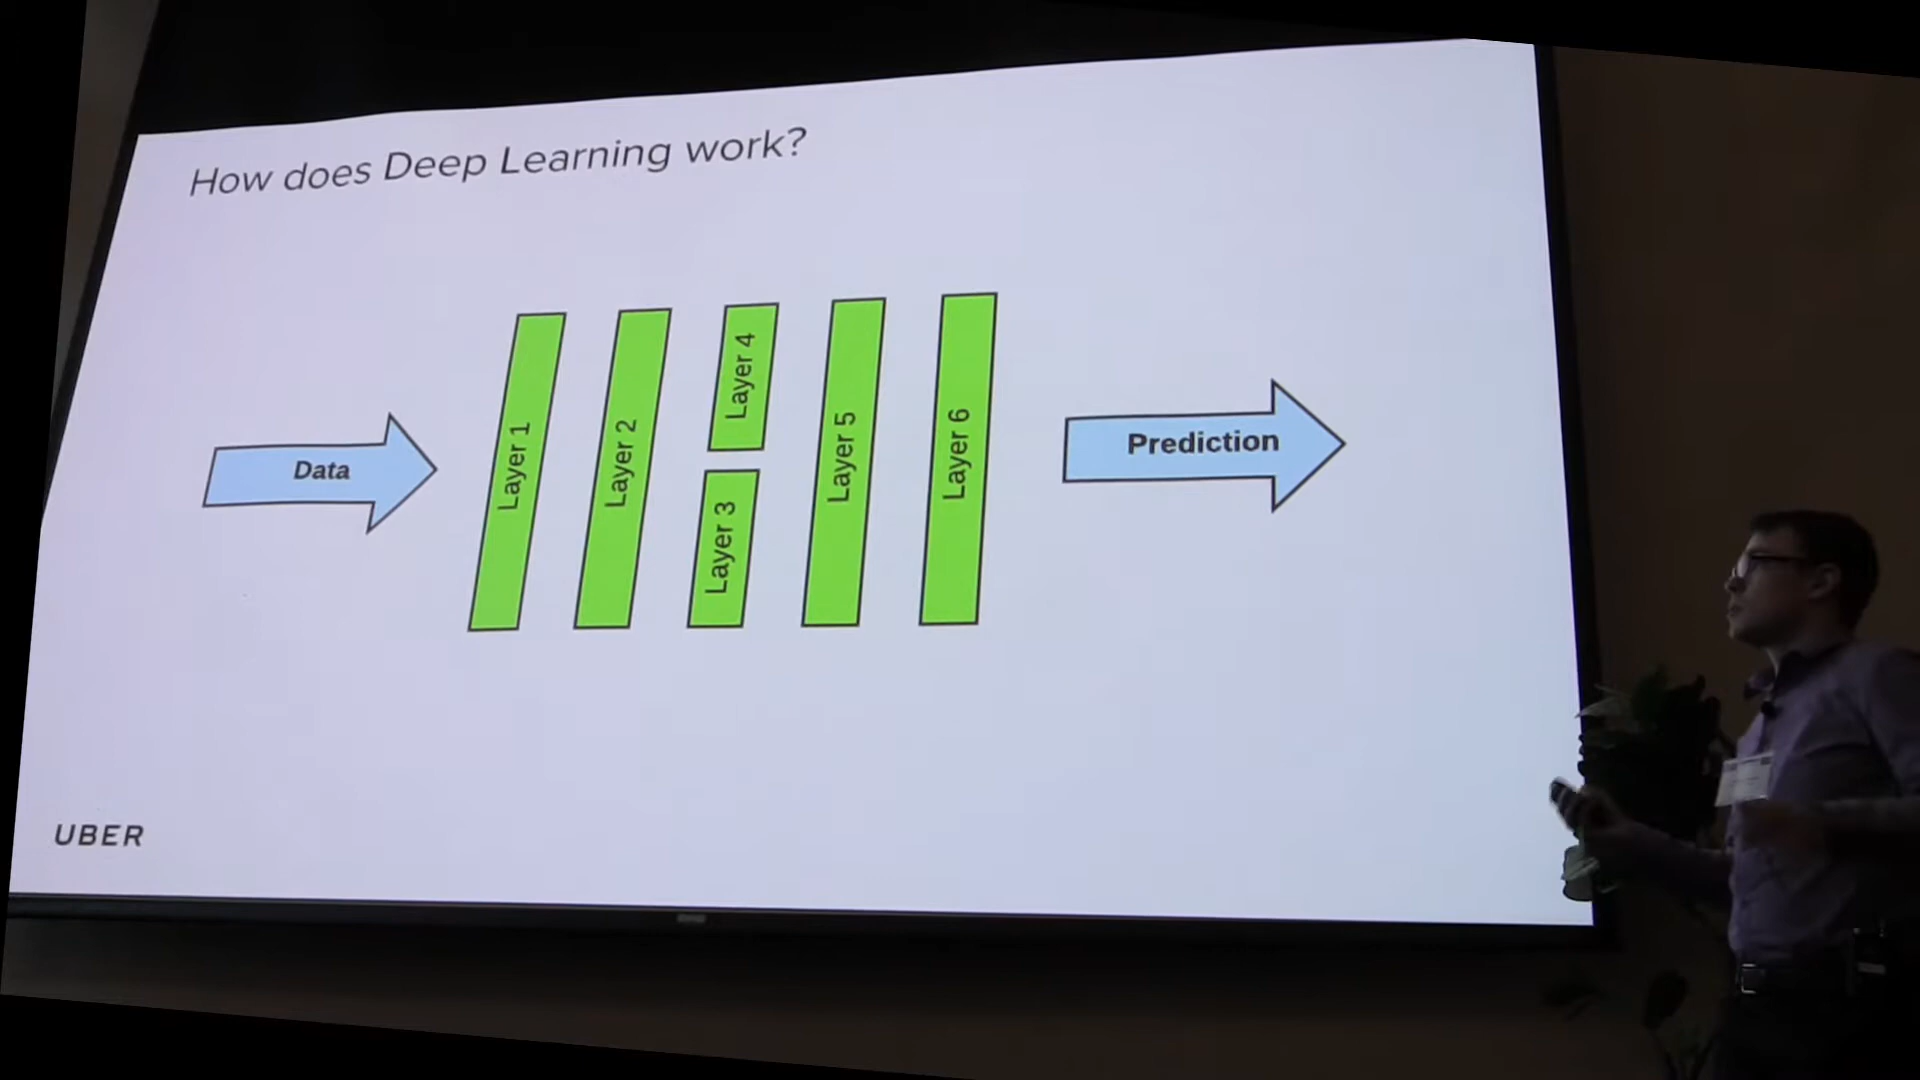 How does Deep Learning work?
Data
Layer 1
Layer 2
Layer 4
Layer 3
Layer 5
Layer 6
Prediction
UBER